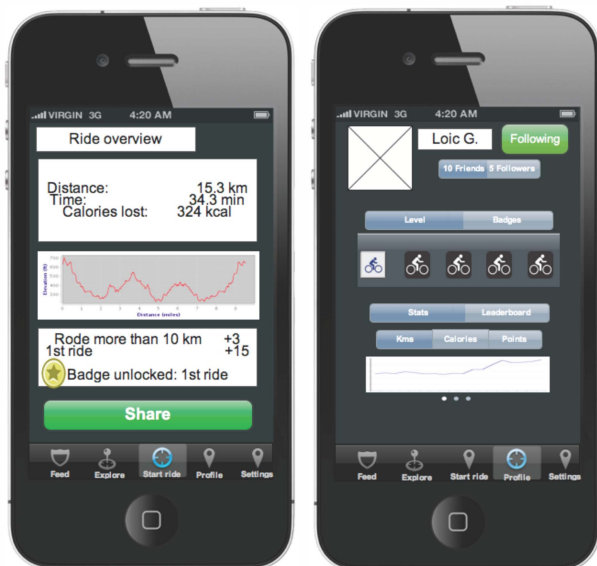 VIRGIN 3G 4:20 AM
Ride overview
Distance: 15.3 km
Time: 34.3 min
Calories lost: 324 kcal
Elevation (ft)
Distance (miles)
Rode more than 10 km +3
1st ride +15
Badge unlocked: 1st ride
Share
Feed Explore Start ride Profile Settings
VIRGIN 3G 4:20 AM
Loic G. Following
10 Friends 5 Followers
Level Badges
Stats Leaderboard
Kms Calories Points
Feed Explore Start ride Profile Settings